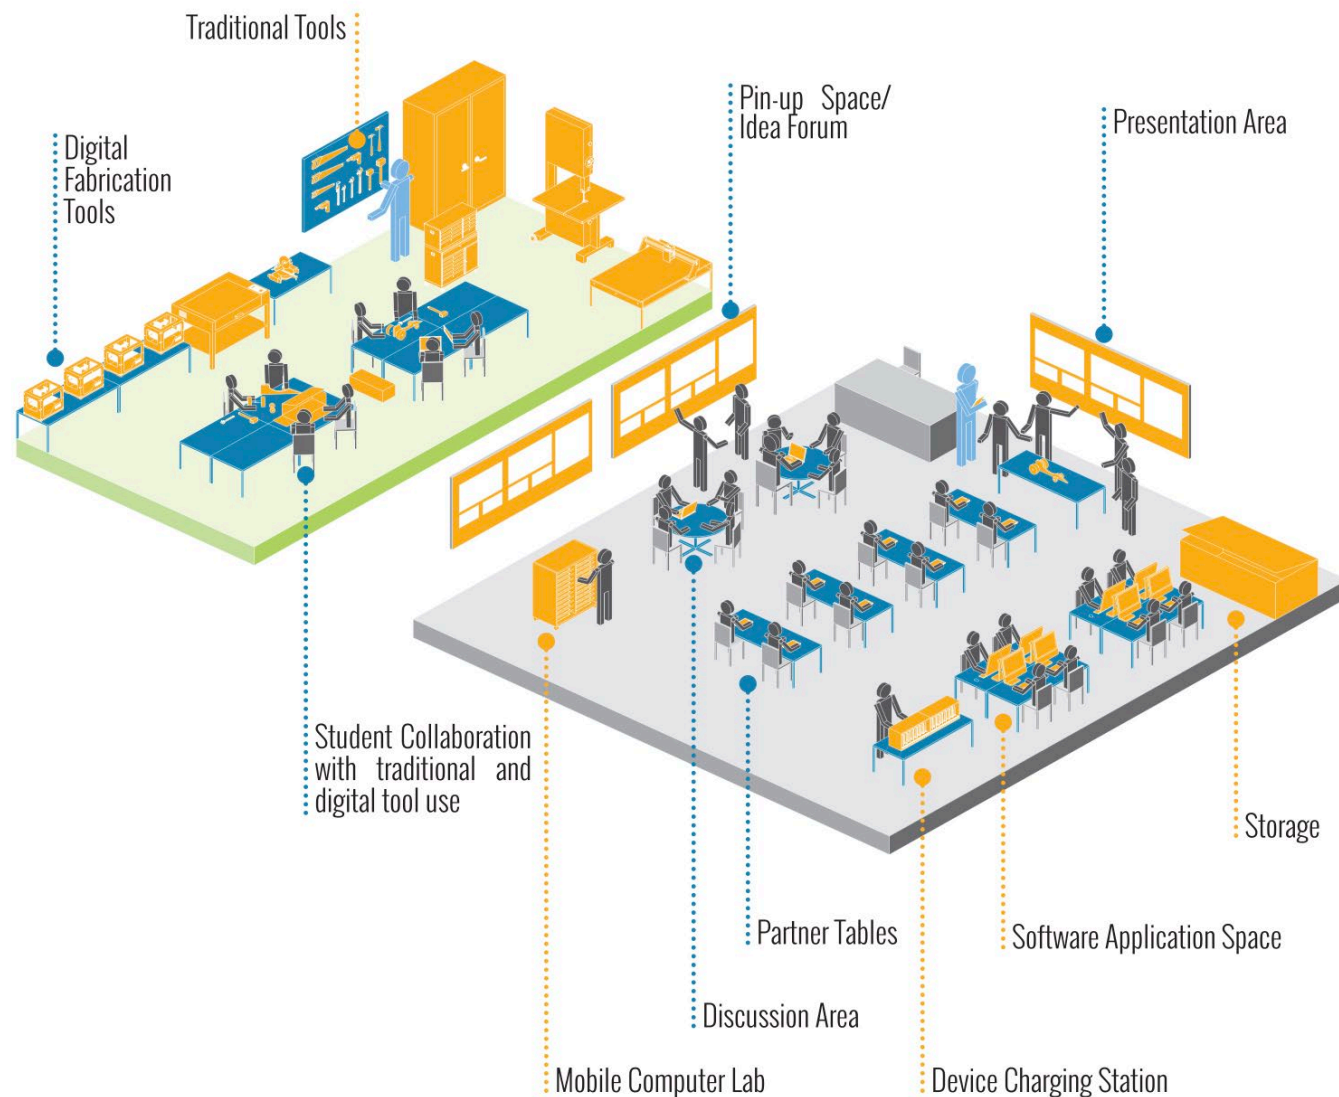 Traditional Tools
Pin-up Space/
Idea Forum
Presentation Area
Digital
Fabrication
Tools
Student Collaboration
with traditional and
digital tool use
Storage
Partner Tables
Software Application Space
Discussion Area
Mobile Computer Lab
Device Charging Station